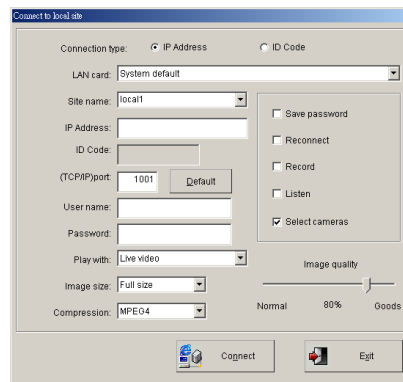 Connect to local site
Connection type: IP Address ID Code
LAN card: System default
Site name: local1
Save password
IP Address:
Reconnect
ID Code:
Record
(TCP/IP)port: 1001 Default
Listen
User name:
Select cameras
Password:
Play with: Live video
Image quality
Image size: Full size
Normal 80% Goods
Compression: MPEG4
Connect Exit